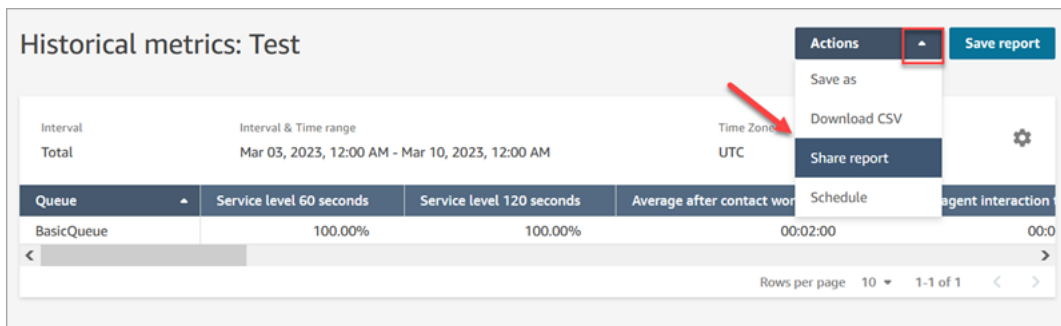 Historical metrics: Test
Actions
Save report
Save as
Download CSV
Share report
Schedule
Interval
Total
Interval & Time range
Mar 03, 2023, 12:00 AM - Mar 10, 2023, 12:00 AM
Time Zone
UTC
Queue Service level 60 seconds Service level 120 seconds Average after contact wor agent interaction
BasicQueue 100.00% 100.00% 00:02:00 00:0
Rows per page 10 1-1 of 1